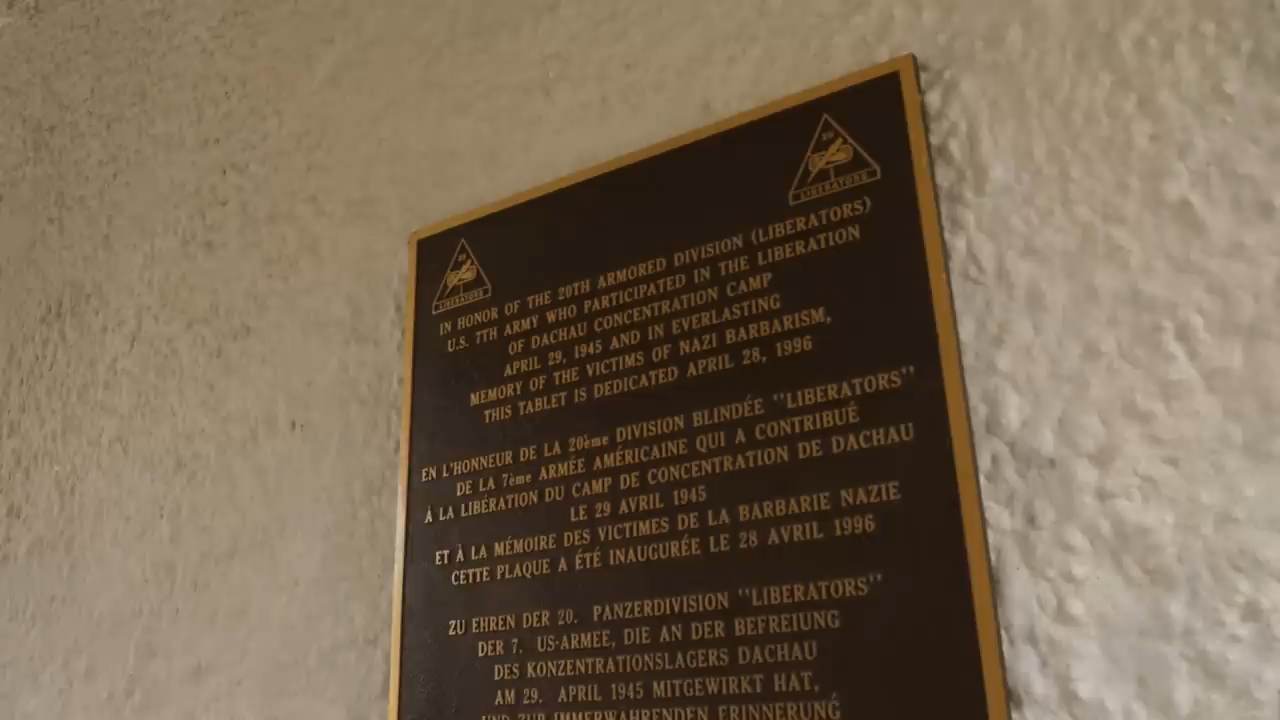 20
LIBERATORS
20
LIBERATORS
IN HONOR OF THE 20TH ARMORED DIVISION (LIBERATORS)
U.S. 7TH ARMY WHO PARTICIPATED IN THE LIBERATION
OF DACHAU CONCENTRATION CAMP
APRIL 29, 1945 AND IN EVERLASTING
MEMORY OF THE VICTIMS OF NAZI BARBARISM,
THIS TABLET IS DEDICATED APRIL 28, 1996
EN L'HONNEUR DE LA 20ème DIVISION BLINDÉE "LIBERATORS"
DE LA 7ème ARMÉE AMÉRICAINE QUI A CONTRIBUÉ
À LA LIBÉRATION DU CAMP DE CONCENTRATION DE DACHAU
LE 29 AVRIL 1945
ET À LA MÉMOIRE DES VICTIMES DE LA BARBARIE NAZIE
CETTE PLAQUE A ÉTÉ INAUGURÉE LE 28 AVRIL 1996
ZU EHREN DER 20. PANZERDIVISION "LIBERATORS"
DER 7. US-ARMEE, DIE AN DER BEFREIUNG
DES KONZENTRATIONSLAGERS DACHAU
AM 29. APRIL 1945 MITGEWIRKT HAT,
UND ZUR IMMERWÄHRENDEN ERINNERUNG